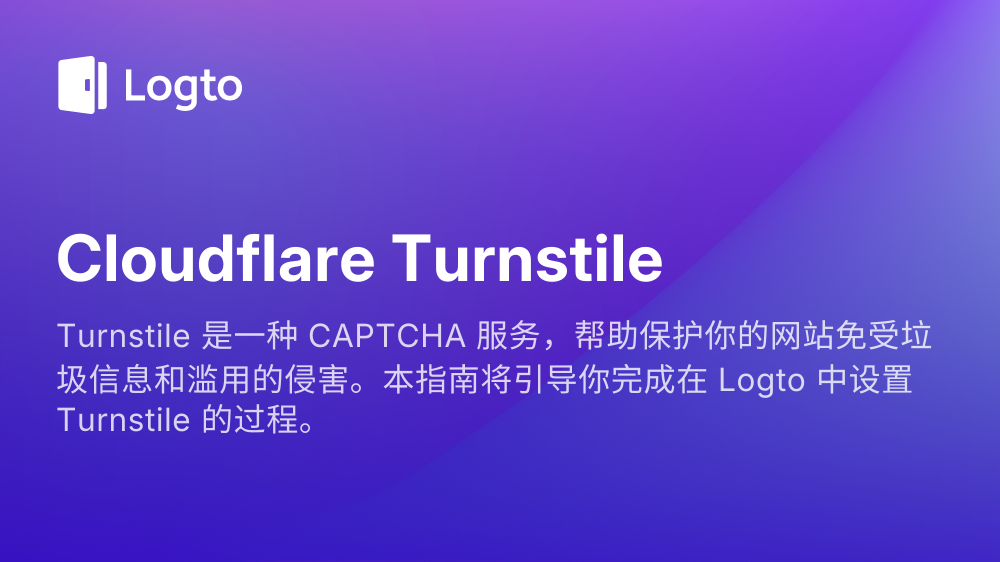 Logto
Cloudflare Turnstile
Turnstile 是一种 CAPTCHA 服务，帮助保护你的网站免受垃
圾信息和滥用的侵害。本指南将引导你完成在 Logto 中设置
Turnstile 的过程。